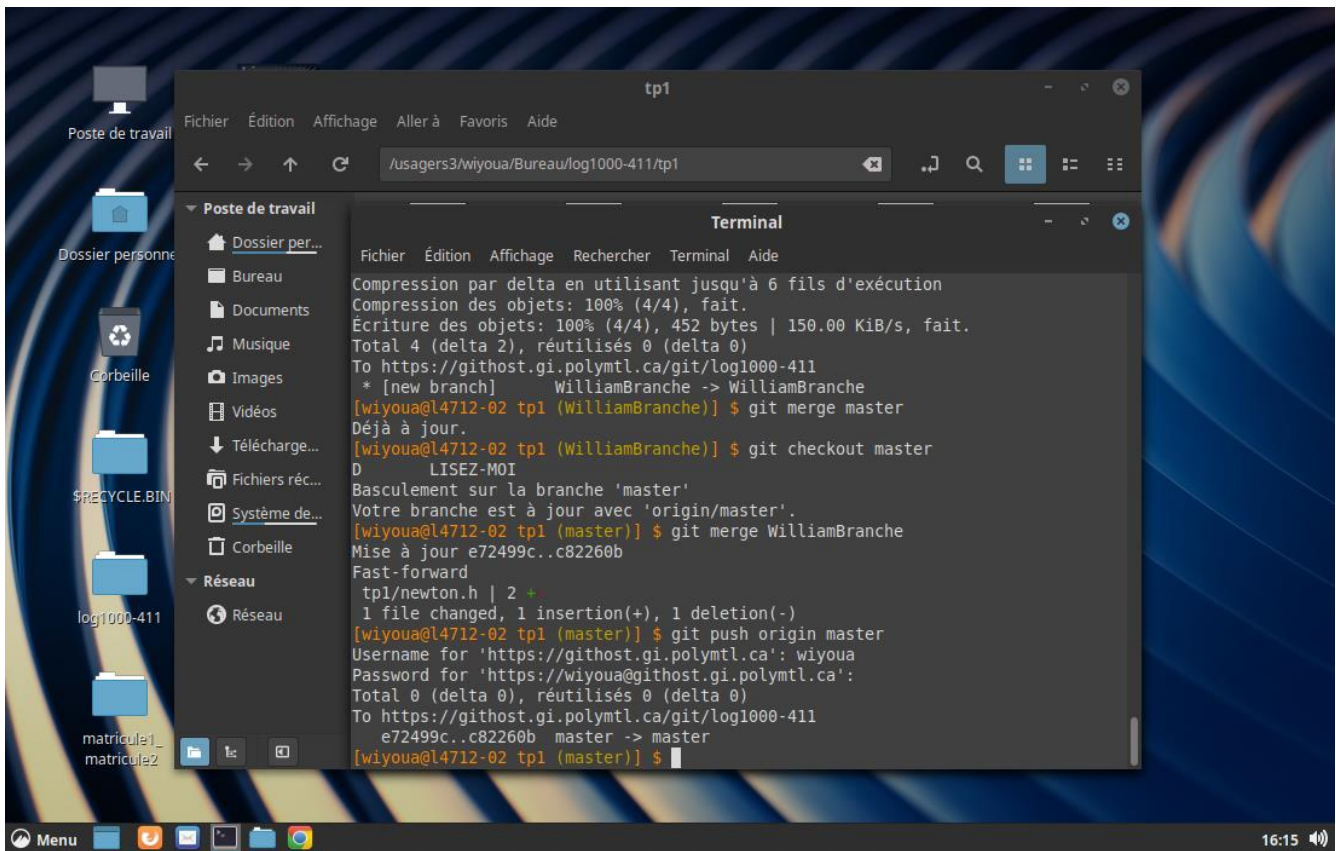 Poste de travail
Dossier personne
Corbeille
$RECYCLE.BIN
log1000-411
matricule1_
matricule2
tp1
Fichier Édition Affichage Aller à Favoris Aide
/usagers3/wiyoua/Bureau/log1000-411/tp1
Poste de travail
Dossier per...
Bureau
Documents
Musique
Images
Vidéos
Télécharge...
Fichiers réc...
Système de...
Corbeille
Réseau
Réseau
Terminal
Fichier Édition Affichage Rechercher Terminal Aide
Compression par delta en utilisant jusqu'à 6 fils d'exécution
Compression des objets: 100% (4/4), fait.
Écriture des objets: 100% (4/4), 452 bytes | 150.00 KiB/s, fait.
Total 4 (delta 2), réutilisés 0 (delta 0)
To https://githost.gi.polymtl.ca/git/log1000-411
* [new branch] WilliamBranche -> WilliamBranche
[wiyoua@l4712-02 tp1 (WilliamBranche)] $ git merge master
Déjà à jour.
[wiyoua@l4712-02 tp1 (WilliamBranche)] $ git checkout master
D LISEZ-MOI
Basculement sur la branche 'master'
Votre branche est à jour avec 'origin/master'.
[wiyoua@l4712-02 tp1 (master)] $ git merge WilliamBranche
Mise à jour e72499c..c82260b
Fast-forward
tp1/newton.h | 2 +
1 file changed, 1 insertion(+), 1 deletion(-)
[wiyoua@l4712-02 tp1 (master)] $ git push origin master
Username for 'https://githost.gi.polymtl.ca': wiyoua
Password for 'https://wiyoua@githost.gi.polymtl.ca':
Total 0 (delta 0), réutilisés 0 (delta 0)
To https://githost.gi.polymtl.ca/git/log1000-411
e72499c..c82260b master -> master
[wiyoua@l4712-02 tp1 (master)] $
Menu
16:15